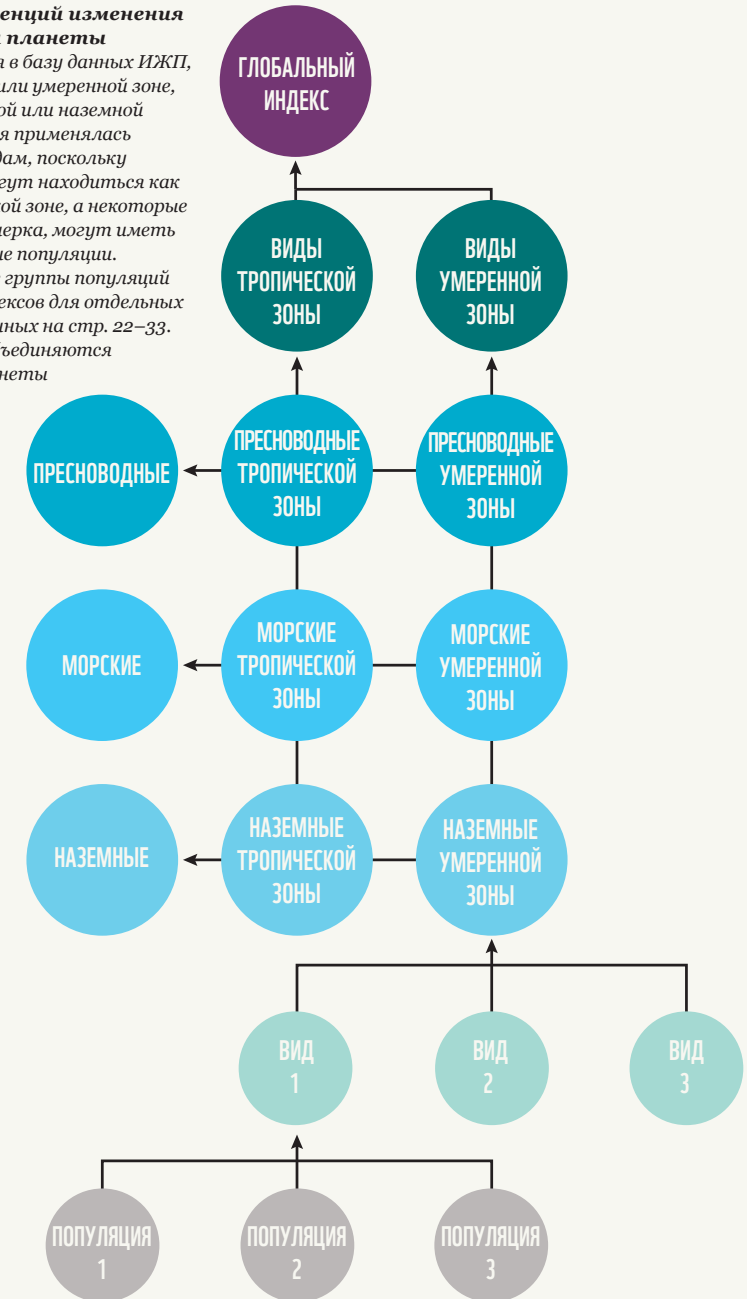 енций изменения
планеты
я в базу данных ИЖП,
или умеренной зоне,
ой или наземной
я применялась
дам, поскольку
гут находиться как
кой зоне, а некоторые
нерка, могут иметь
ие популяции.
группы популяций
ексов для отдельных
нных на стр. 22–33.
ъединяются
неты
ГЛОБАЛЬНЫЙ
ИНДЕКС
ВИДЫ
ТРОПИЧЕСКОЙ
ЗОНЫ
ВИДЫ
УМЕРЕННОЙ
ЗОНЫ
ПРЕСНОВОДНЫЕ
ПРЕСНОВОДНЫЕ
ТРОПИЧЕСКОЙ
ЗОНЫ
ПРЕСНОВОДНЫЕ
УМЕРЕННОЙ
ЗОНЫ
МОРСКИЕ
МОРСКИЕ
ТРОПИЧЕСКОЙ
ЗОНЫ
МОРСКИЕ
УМЕРЕННОЙ
ЗОНЫ
НАЗЕМНЫЕ
НАЗЕМНЫЕ
ТРОПИЧЕСКОЙ
ЗОНЫ
НАЗЕМНЫЕ
УМЕРЕННОЙ
ЗОНЫ
ВИД
1
ВИД
2
ВИД
3
ПОПУЛЯЦИЯ
1
ПОПУЛЯЦИЯ
2
ПОПУЛЯЦИЯ
3